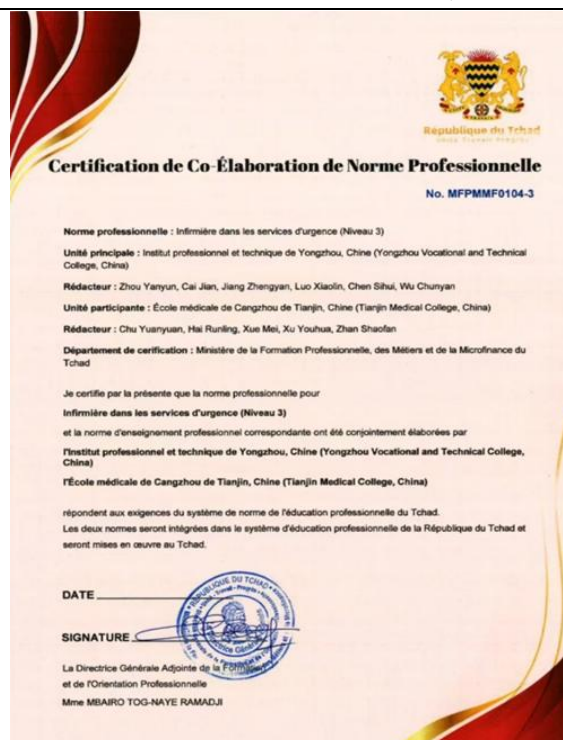 République du Tchad
Unité Travail Progrès
Certification de Co-Élaboration de Norme Professionnelle
No. MFPMMF0104-3
Norme professionnelle : Infirmière dans les services d'urgence (Niveau 3)
Unité principale : Institut professionnel et technique de Yongzhou, Chine (Yongzhou Vocational and Technical
College, China)
Rédacteur : Zhou Yanyun, Cai Jian, Jiang Zhengyan, Luo Xiaolin, Chen Sihui, Wu Chunyan
Unité participante : École médicale de Cangzhou de Tianjin, Chine (Tianjin Medical College, China)
Rédacteur : Chu Yuanyuan, Hai Runling, Xue Mei, Xu Youhua, Zhan Shaofan
Département de cerification : Ministère de la Formation Professionnelle, des Métiers et de la Microfinance du
Tchad
Je certifie par la présente que la norme professionnelle pour
Infirmière dans les services d'urgence (Niveau 3)
et la norme d'enseignement professionnel correspondante ont été conjointement élaborées par
l'Institut professionnel et technique de Yongzhou, Chine (Yongzhou Vocational and Technical College,
China)
l'École médicale de Cangzhou de Tianjin, Chine (Tianjin Medical College, China)
répondent aux exigences du système de norme de l'éducation professionnelle du Tchad.
Les deux normes seront intégrées dans le système d'éducation professionnelle de la République du Tchad et
seront mises en œuvre au Tchad.
DATE
REPUBLIQUE DU TCHAD
SIGNATURE
La Directrice Générale Adjointe de la Formation
et de l'Orientation Professionnelle
Mme MBAIRO TOG-NAYE RAMADJI